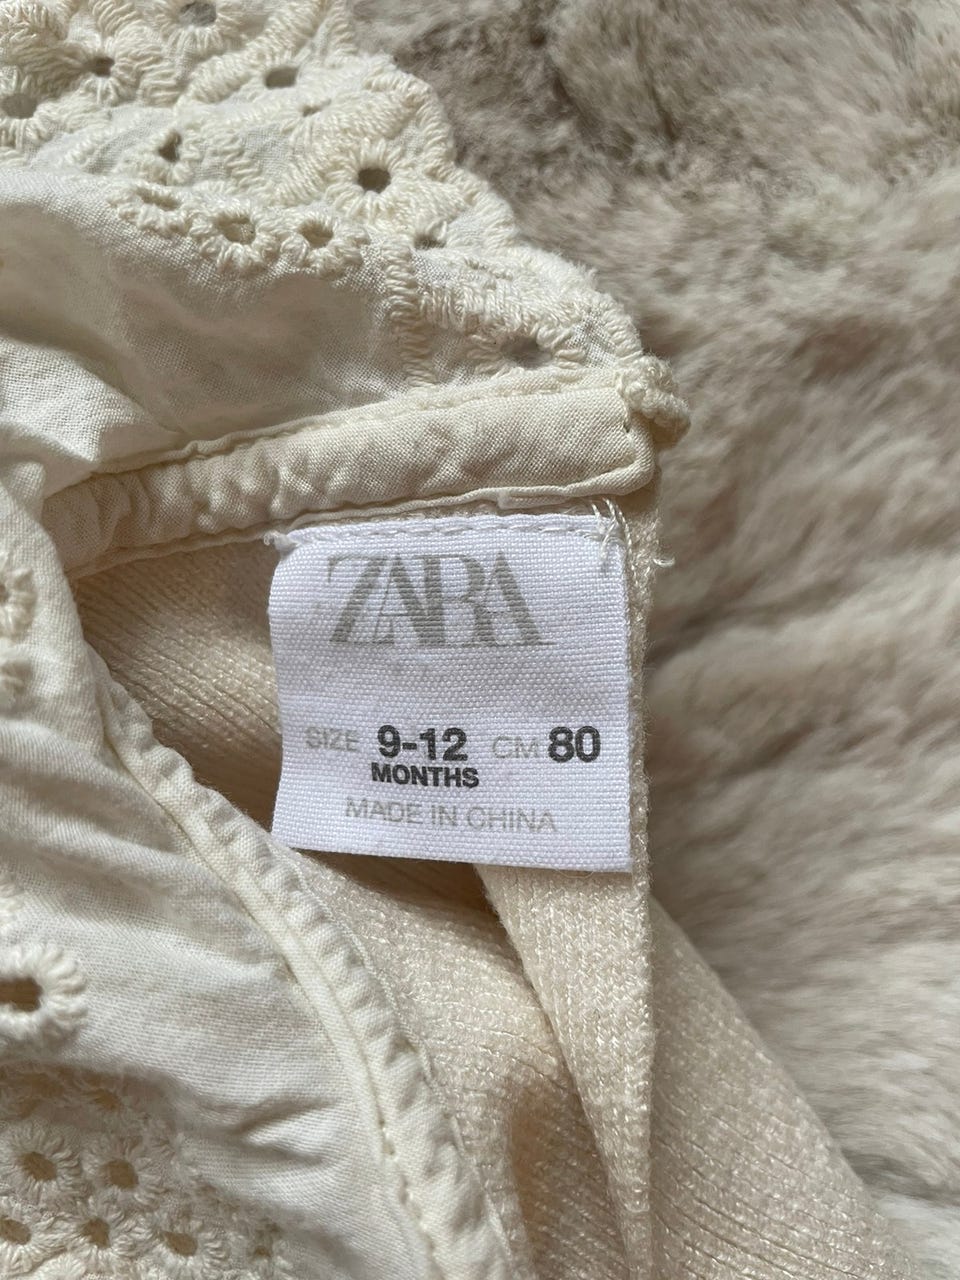 ZARA
SIZE 9-12 CM 80
MONTHS
MADE IN CHINA